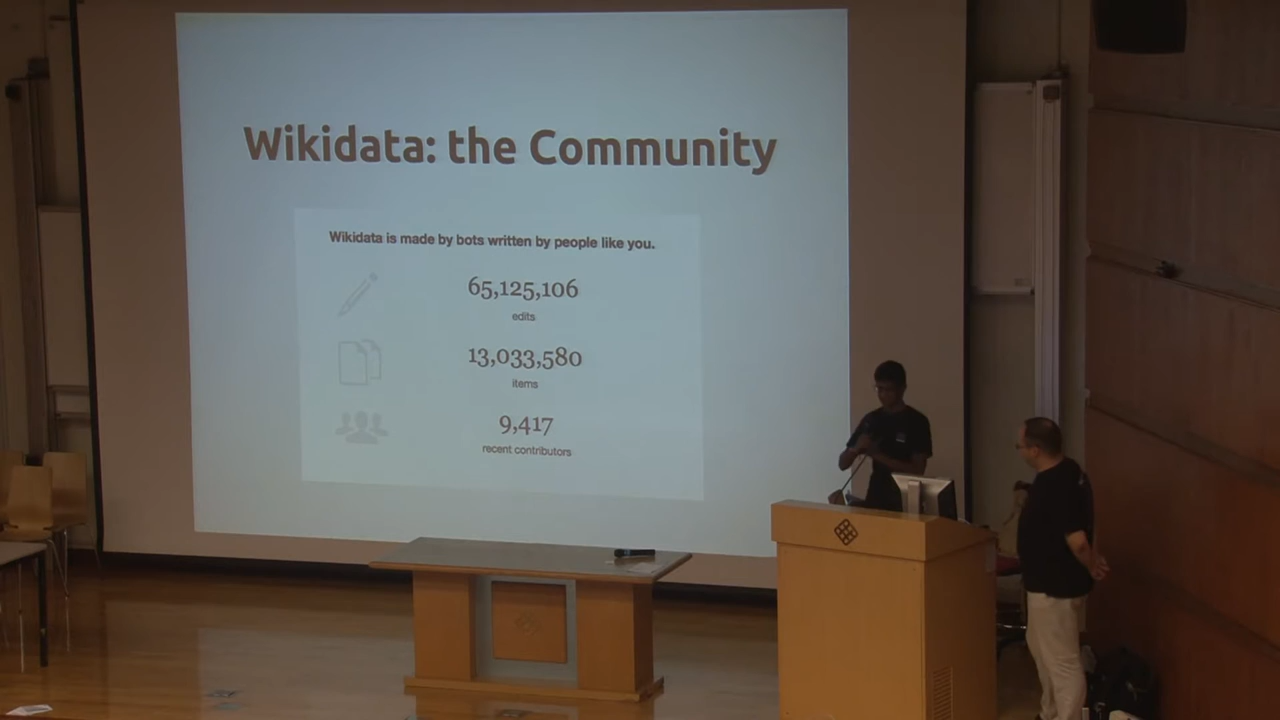 Wikidata: the Community
Wikidata is made by bots written by people like you.
65,125,106
edits
13,033,580
items
9,417
recent contributors